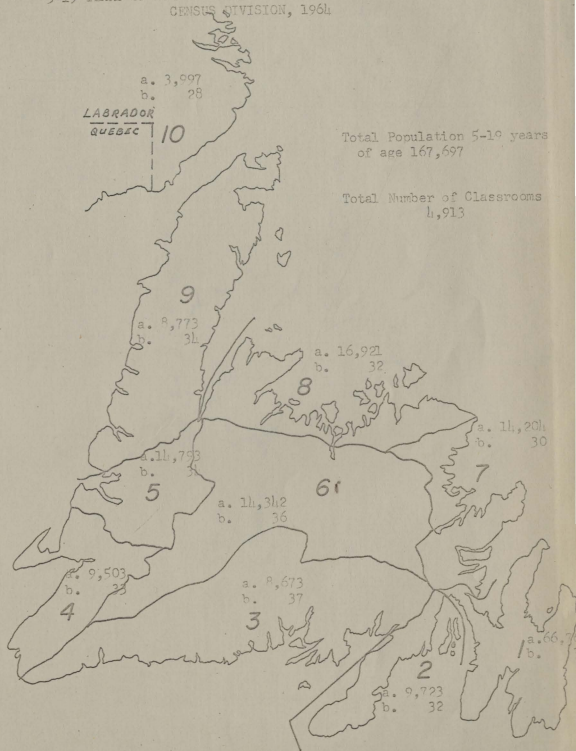 CENSUS DIVISION, 1964
a. 3,997
b. 28
LABRADOR
QUEBEC
10
Total Population 5-19 years
of age 167,697
Total Number of Classrooms
4,913
9
a. 8,773
b. 34
a. 16,921
b. 32
8
a. 14,204
b. 30
7
a. 14,793
b.
5
6
a. 14,342
b. 36
a. 9,503
b. 33
4
a. 8,673
b. 37
3
1
a. 66,7
b.
2
a. 9,723
b. 32